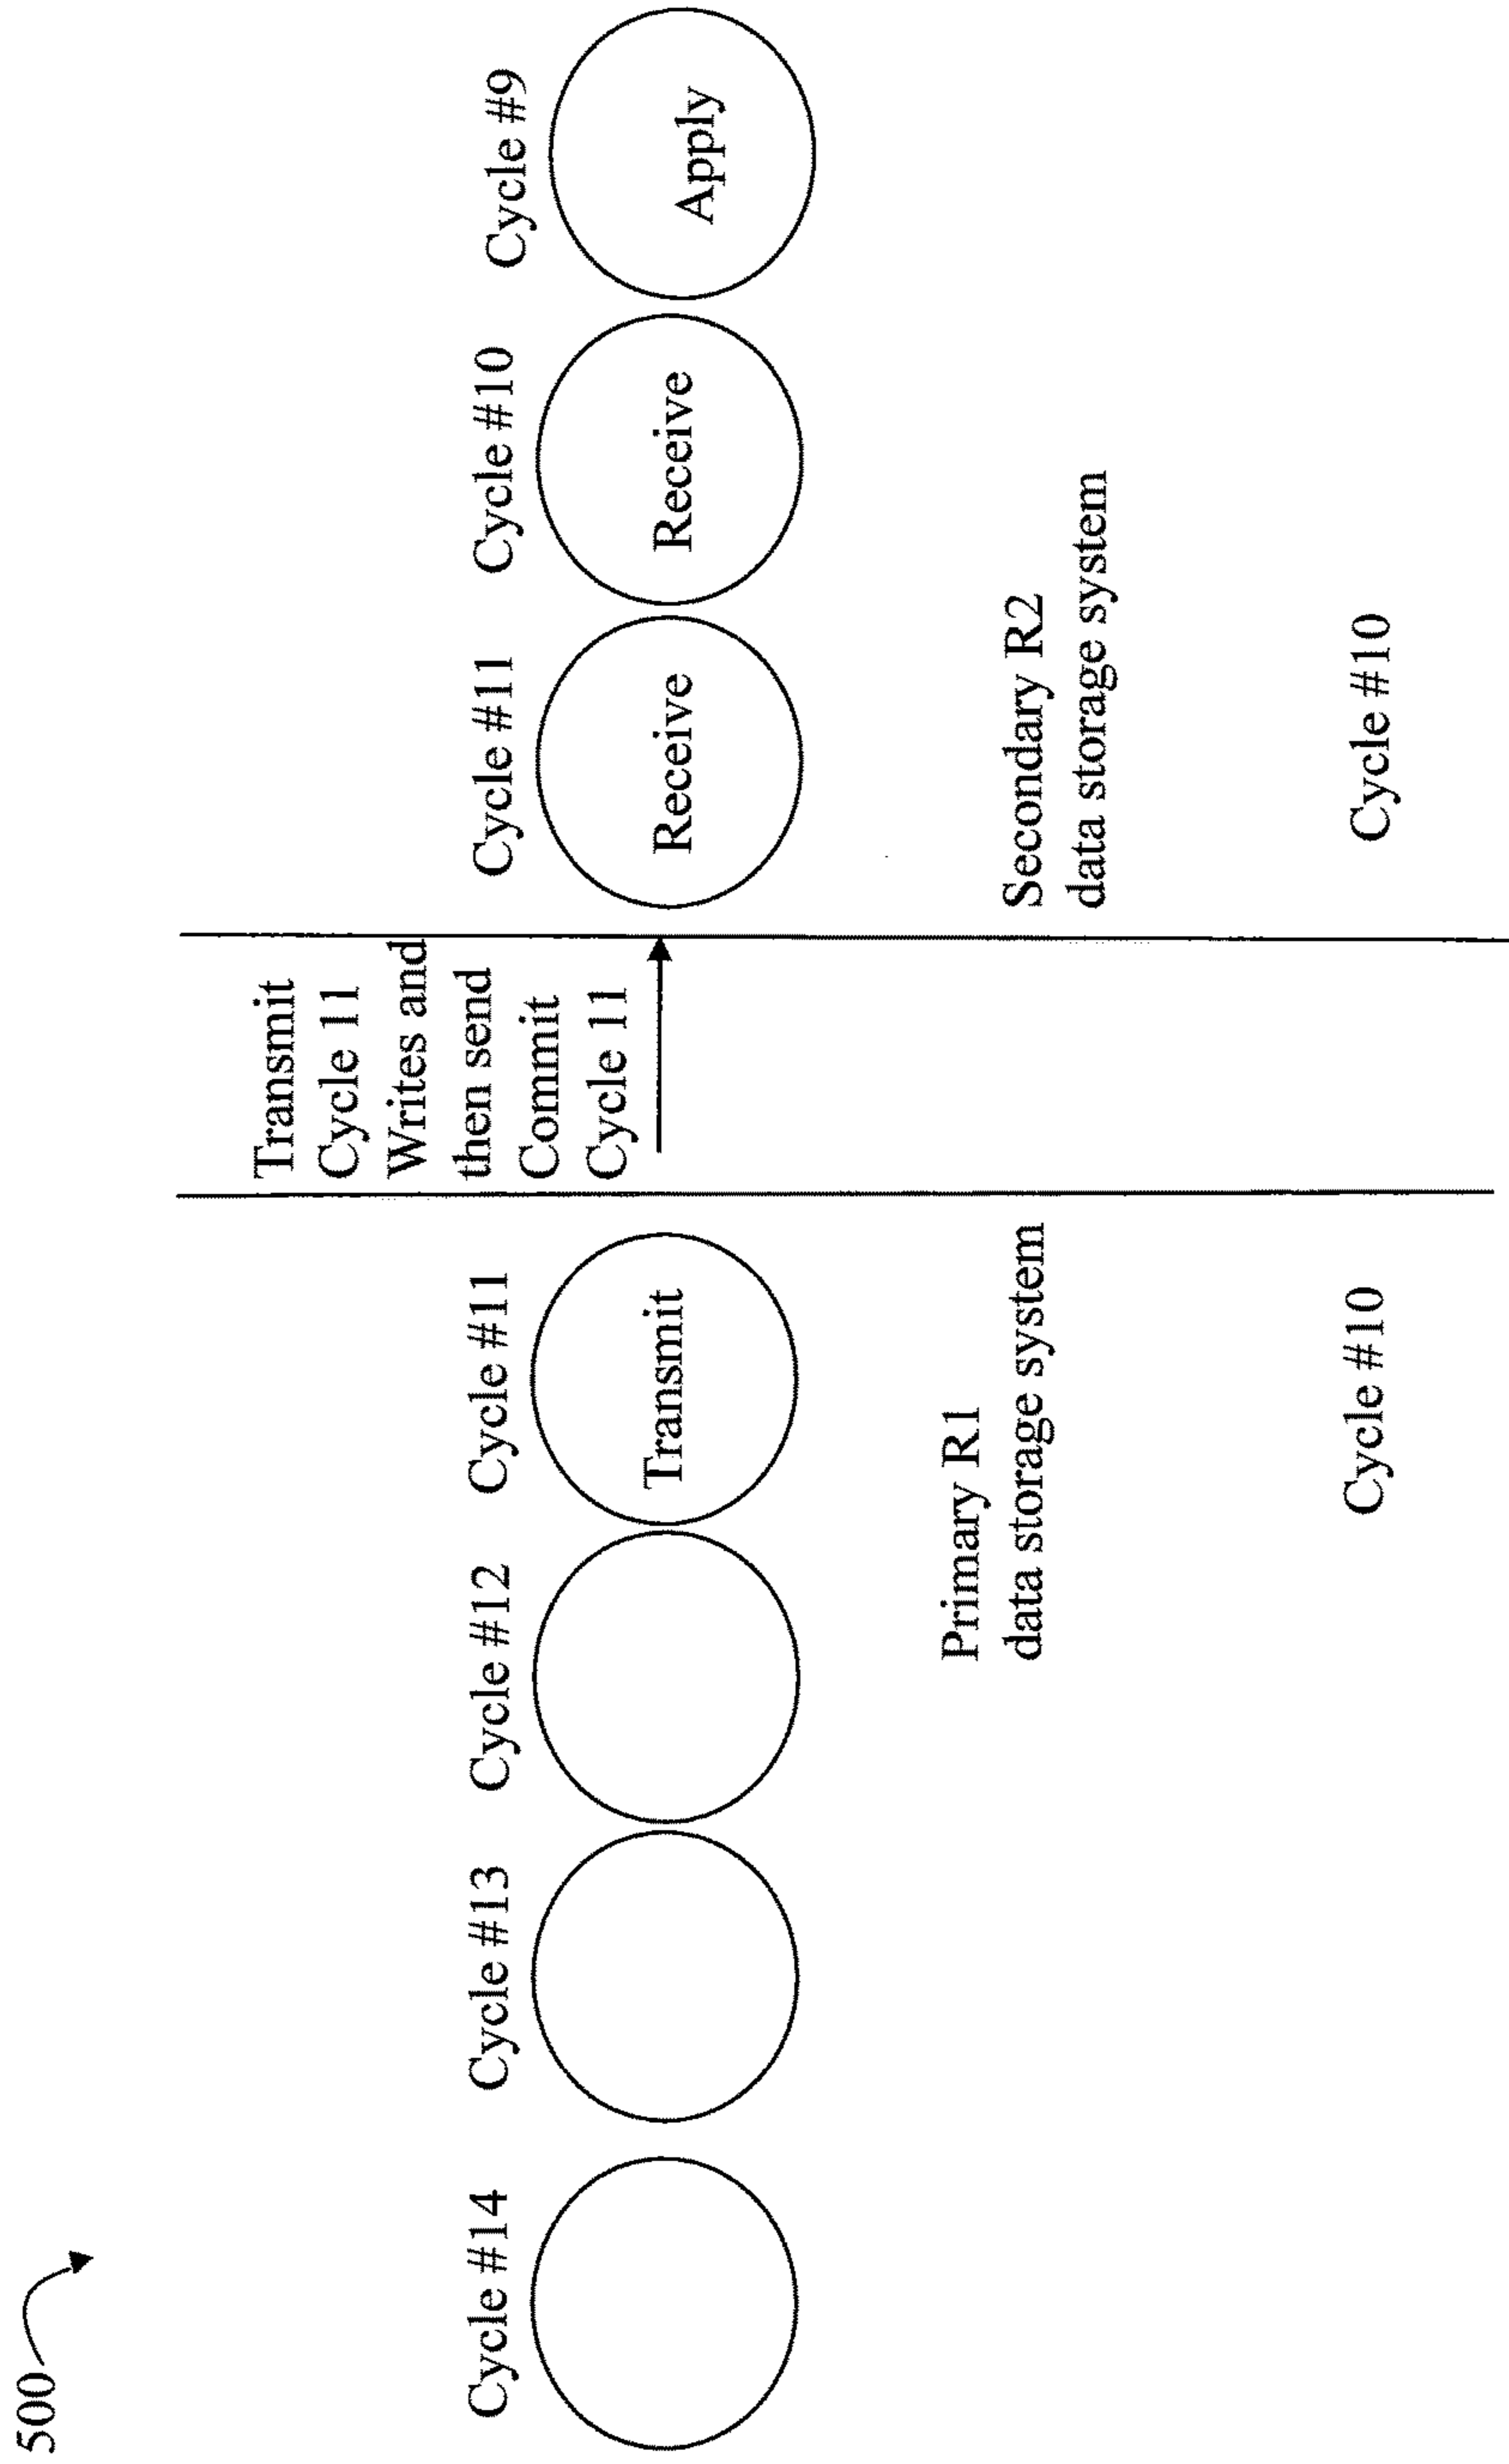 500
Transmit
Cycle 11
Writes and
then send
Commit
Cycle 11
Cycle #14
Cycle #13
Cycle #12
Cycle #11
Cycle #11
Cycle #10
Cycle #9
Transmit
Receive
Receive
Apply
Primary R1
data storage system
Secondary R2
data storage system
Cycle #10
Cycle #10